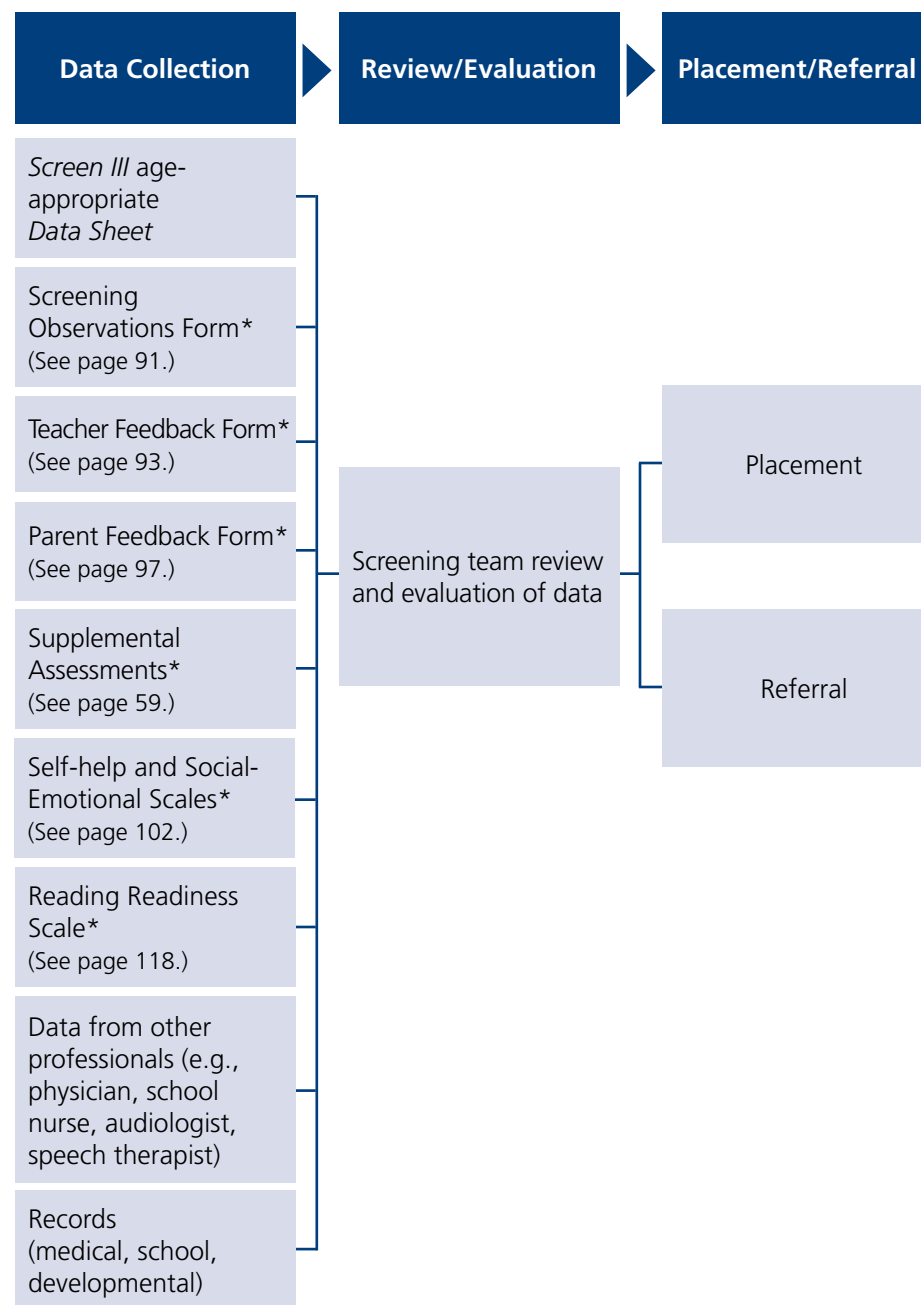 Data Collection
Review/Evaluation
Placement/Referral
Screen III age-
appropriate
Data Sheet
Screening
Observations Form*
(See page 91.)
Teacher Feedback Form*
(See page 93.)
Parent Feedback Form*
(See page 97.)
Supplemental
Assessments*
(See page 59.)
Self-help and Social-
Emotional Scales*
(See page 102.)
Reading Readiness
Scale*
(See page 118.)
Data from other
professionals (e.g.,
physician, school
nurse, audiologist,
speech therapist)
Records
(medical, school,
developmental)
Screening team review
and evaluation of data
Placement
Referral